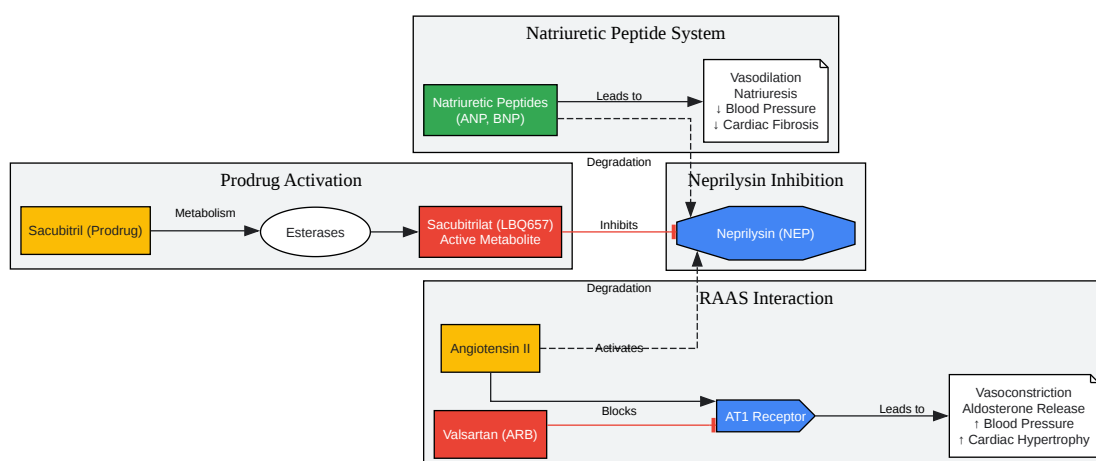 Natriuretic Peptide System
Natriuretic Peptides
(ANP, BNP)
Leads to
Vasodilation
Natriuresis
↓ Blood Pressure
↓ Cardiac Fibrosis
Degradation
Prodrug Activation
Sacubitril (Prodrug)
Metabolism
Esterases
Sacubitrilat (LBQ657)
Active Metabolite
Inhibits
Neprilysin Inhibition
Neprilysin (NEP)
Degradation
RAAS Interaction
Angiotensin II
Activates
Valsartan (ARB)
Blocks
AT1 Receptor
Leads to
Vasoconstriction
Aldosterone Release
↑ Blood Pressure
↑ Cardiac Hypertrophy